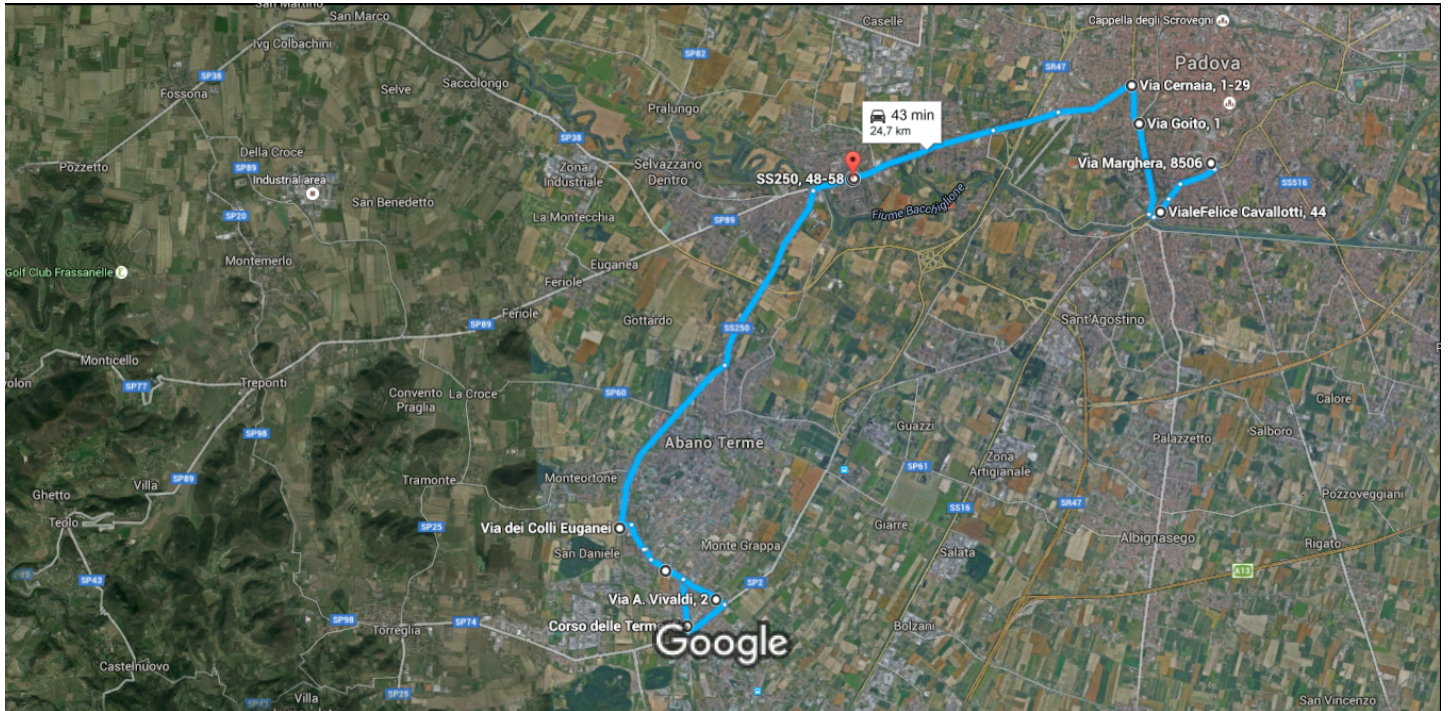 San Marco
Caselle
Cappella degli Scrovegni
Ivg Colbachini
SP82
SR47
Padova
SP38
Saccolongo
Via Cernaia, 1-29
Fossona
Selve
Pralungo
43 min
24,7 km
Via Goito, 1
SP38
Della Croce
Pozzetto
SP89
Zona
Industriale
Selvazzano
Dentro
Via Marghera, 8506
Industrial area
SS250, 48-58
SS516
San Benedetto
SP20
La Montecchia
SP89
Fiume Bacchiglione
VialeFelice Cavallotti, 44
Montemerlo
Euganea
Golf Club Frassanelle
Feriole
Feriole
Gottardo
Sant'Agostino
SP89
SS250
Monticello
Treponti
SP77
Convento
Praglia
La Croce
SP60
Calore
Guazzi
Salboro
SP98
Abano Terme
Palazzetto
Zona
Artigianale
SP61
SP89
Villa
Tramonte
Monteortone
Ghetto
Teolo
Pozzoveggiani
SS16
SR47
SP25
Via dei Colli Euganei
Giarre
Albignasego
San Daniele
Monte Grappa
Salata
Rigato
SP43
SP2
A13
Via A. Vivaldi, 2
SP98
Torreglia
SP74
Corso delle Terme
Bolzani
Google
Castelnuovo
SP25
Villa
San Vincenzo